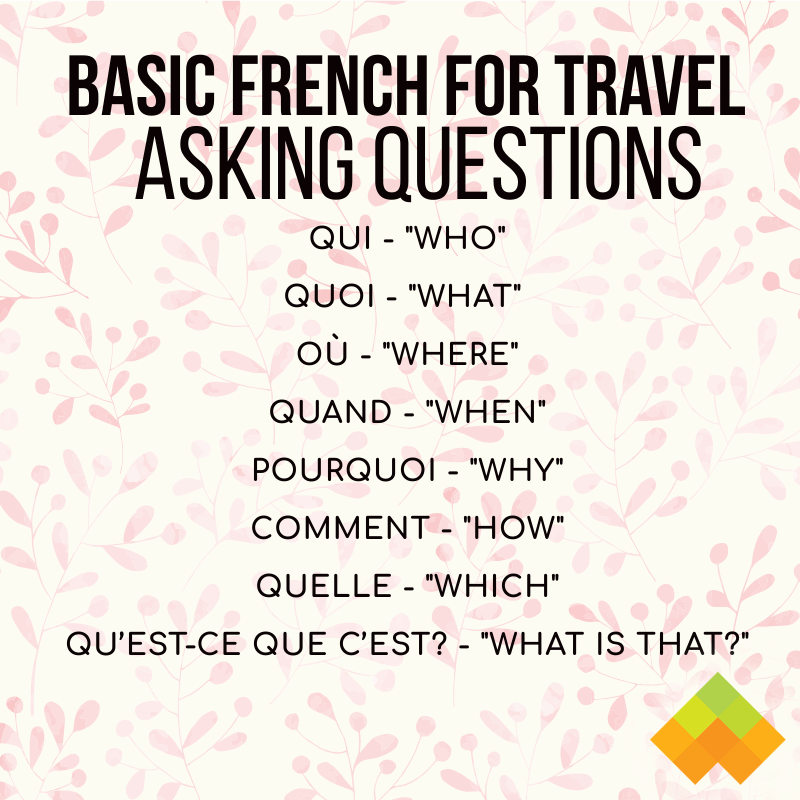 BASIC FRENCH FOR TRAVEL
ASKING QUESTIONS
QUI - "WHO"
QUOI - "WHAT"
OÙ - "WHERE"
QUAND - "WHEN"
POURQUOI - "WHY"
COMMENT - "HOW"
QUELLE - "WHICH"
QU’EST-CE QUE C’EST? - "WHAT IS THAT?"